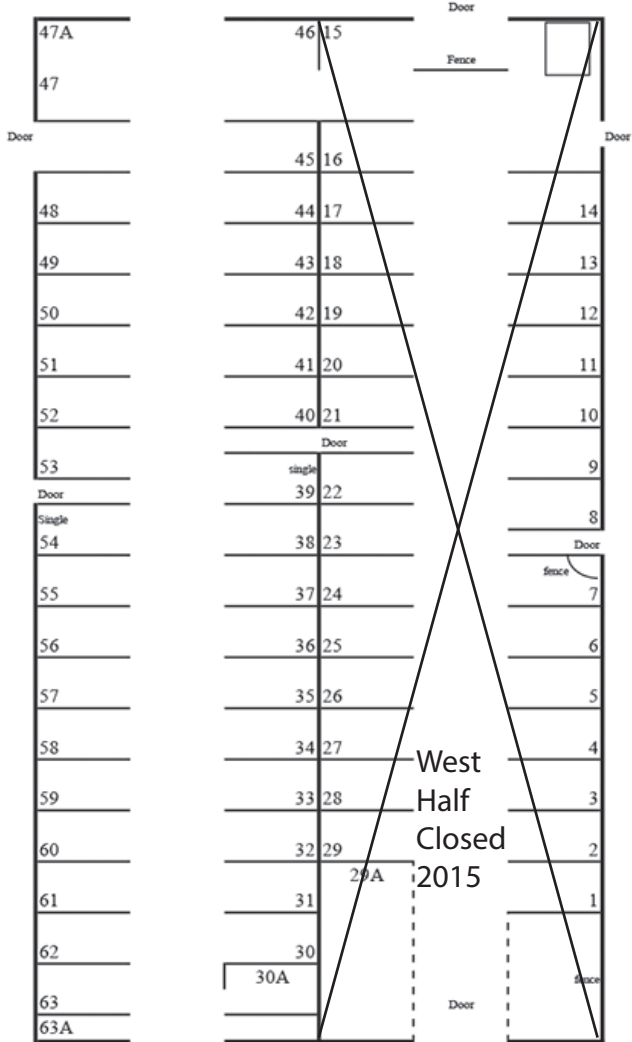 Door
47A 46 15
Fence
47
Door Door
45 16
48 44 17 14
49 43 18 13
50 42 19 12
51 41 20 11
52 40 21 10
Door
53 single 9
Door 39 22
Single 8
54 38 23 Door
fence
55 37 24 7
56 36 25 6
57 35 26 5
58 34 27 4
59 33 28 3
60 32 29 2
29A
61 31 1
62 30
30A fence
63 Door
63A
West
Half
Closed
2015